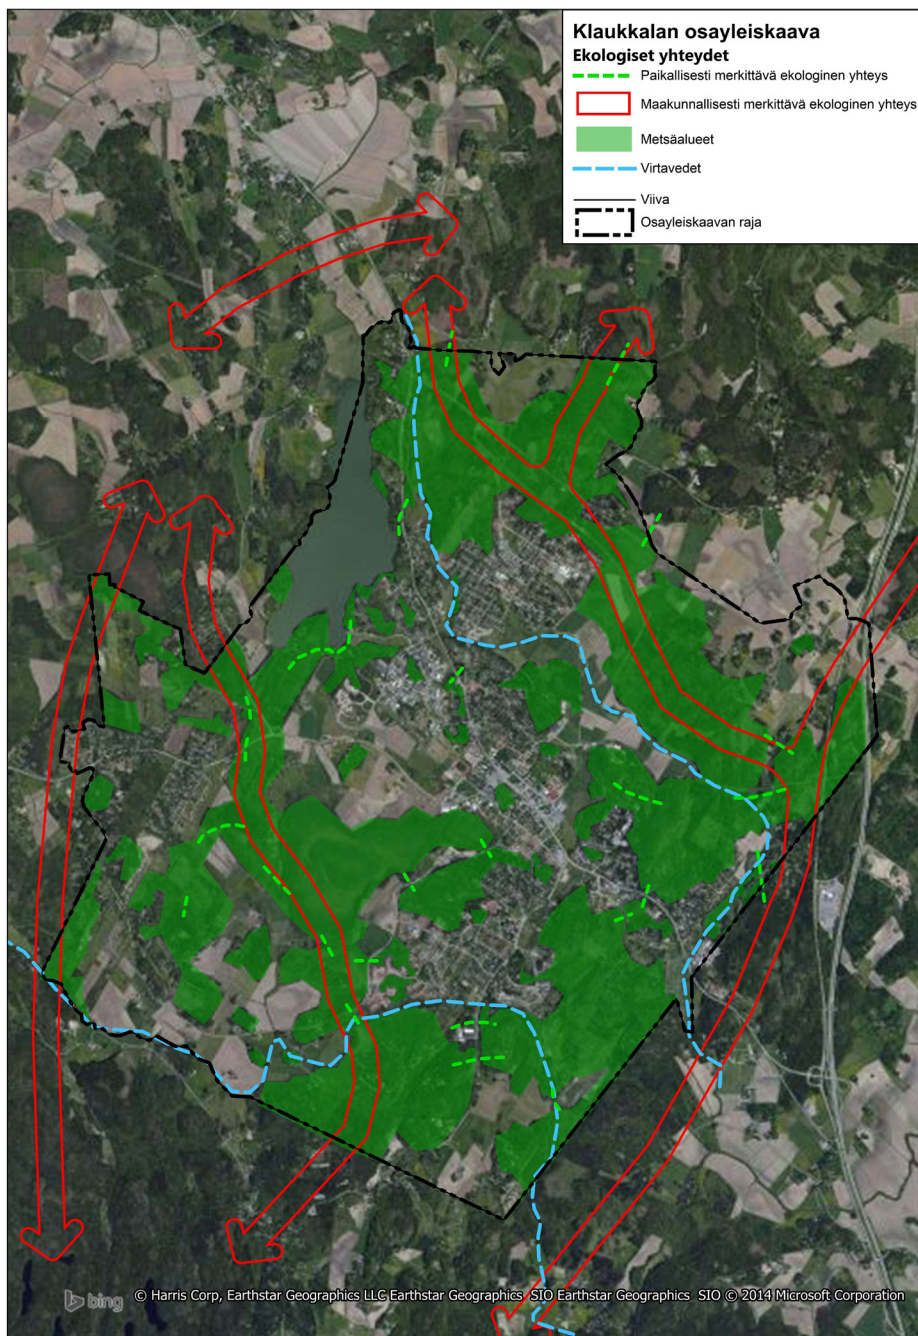 Klaukkalan osayleiskaava
Ekologiset yhteydet
Paikallisesti merkittävä ekologinen yhteys
Maakunnallisesti merkittävä ekologinen yhteys
Metsäalueet
Virtavedet
Viiva
Osayleiskaavan raja
bing © Harris Corp, Earthstar Geographics LLC Earthstar Geographics SIO Earthstar Geographics SIO © 2014 Microsoft Corporation